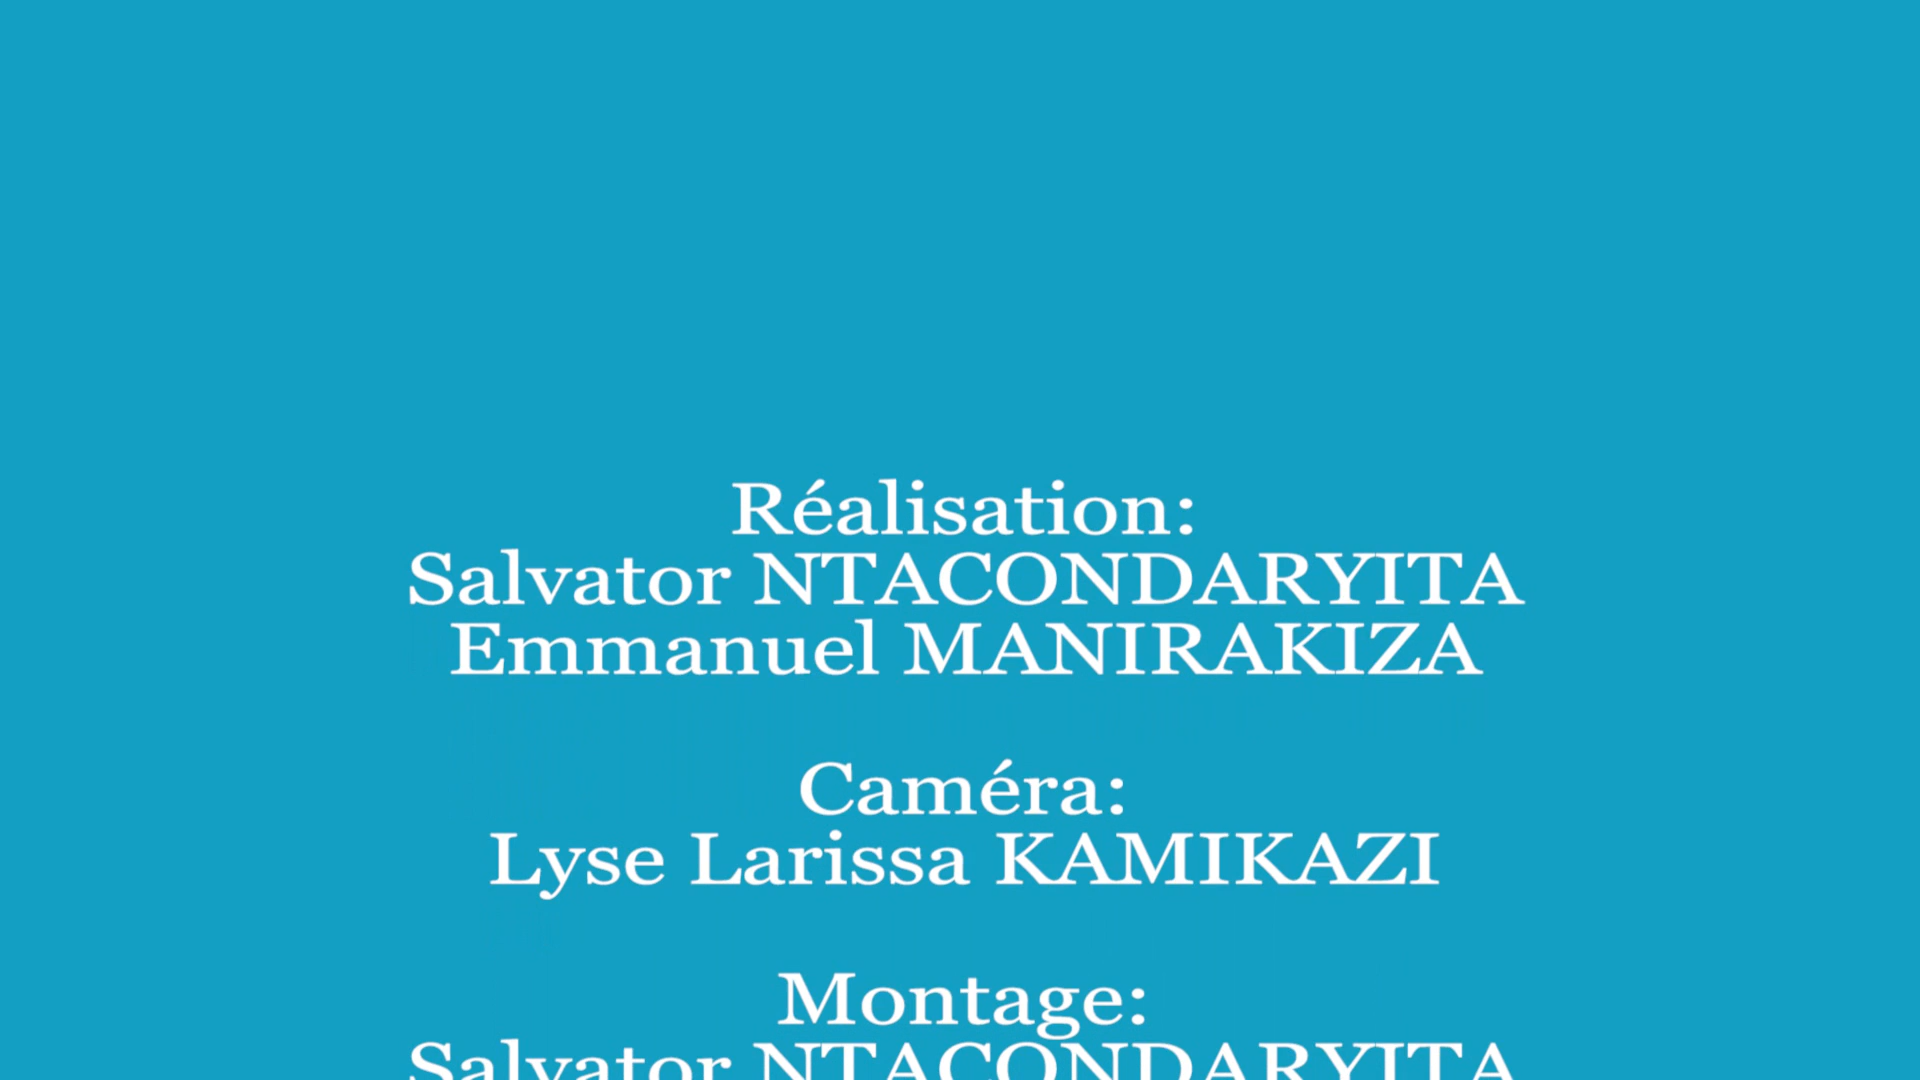 Réalisation:
Salvator NTACONDARYITA
Emmanuel MANIRAKIZA
Caméra:
Lyse Larissa KAMIKAZI
Montage:
Salvator NTACONDARYITA